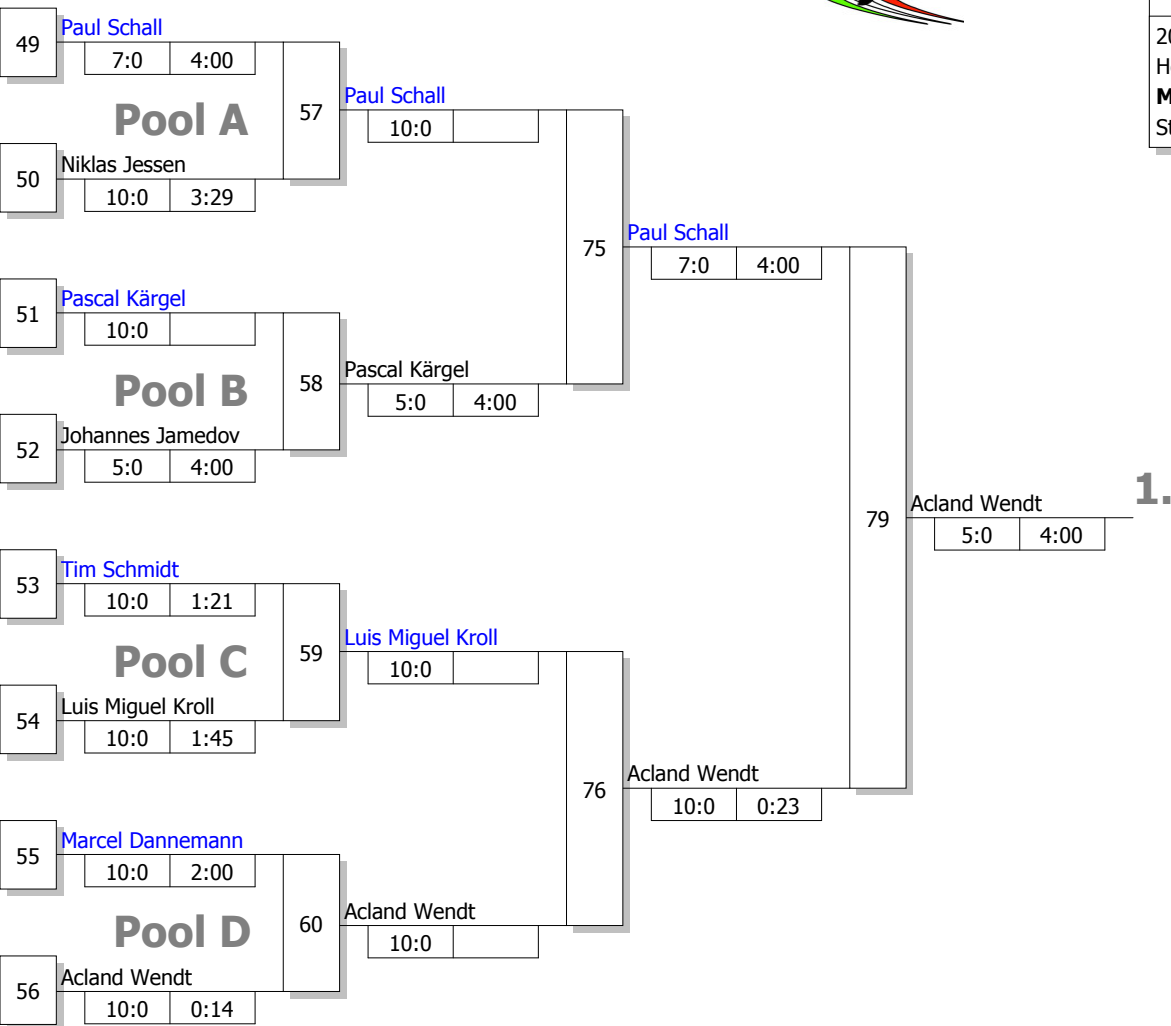 49
Paul Schall
7:0 4:00
Pool A
57
Paul Schall
10:0
50
Niklas Jessen
10:0 3:29
75
Paul Schall
7:0 4:00
51
Pascal Kärgel
10:0
Pool B
58
Pascal Kärgel
5:0 4:00
52
Johannes Jamedov
5:0 4:00
79
Acland Wendt
5:0 4:00
1.
53
Tim Schmidt
10:0 1:21
Pool C
59
Luis Miguel Kroll
10:0
54
Luis Miguel Kroll
10:0 1:45
76
Acland Wendt
10:0 0:23
55
Marcel Dannemann
10:0 2:00
Pool D
60
Acland Wendt
10:0
56
Acland Wendt
10:0 0:14